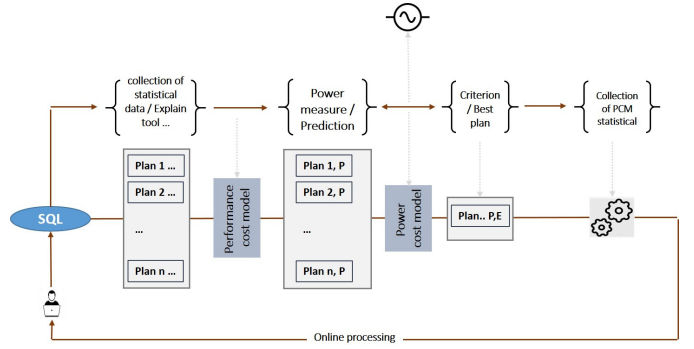 collection of
statistical
data / Explain
tool ...
Power
measure /
Prediction
Criterion
/ Best
plan
Collection
of PCM
statistical
Plan 1 ...
Plan 2 ...
...
Plan n ...
Performance
cost model
Plan 1, P
Plan 2, P
...
Plan n, P
Power
cost model
Plan.. P,E
SQL
Online processing